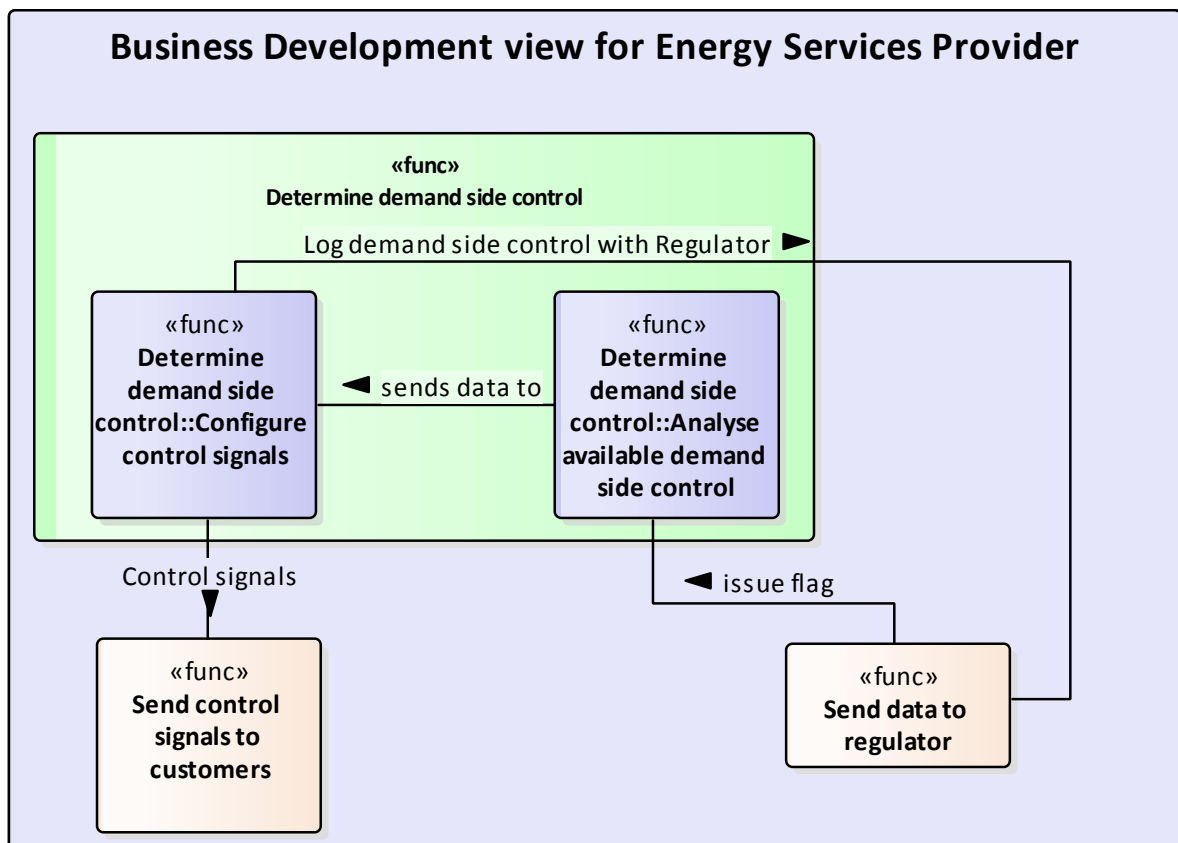 Business Development view for Energy Services Provider
«func»
Determine demand side control
Log demand side control with Regulator
«func»
Determine
demand side
control::Configure
control signals
sends data to
«func»
Determine
demand side
control::Analyse
available demand
side control
Control signals
issue flag
«func»
Send control
signals to
customers
«func»
Send data to
regulator